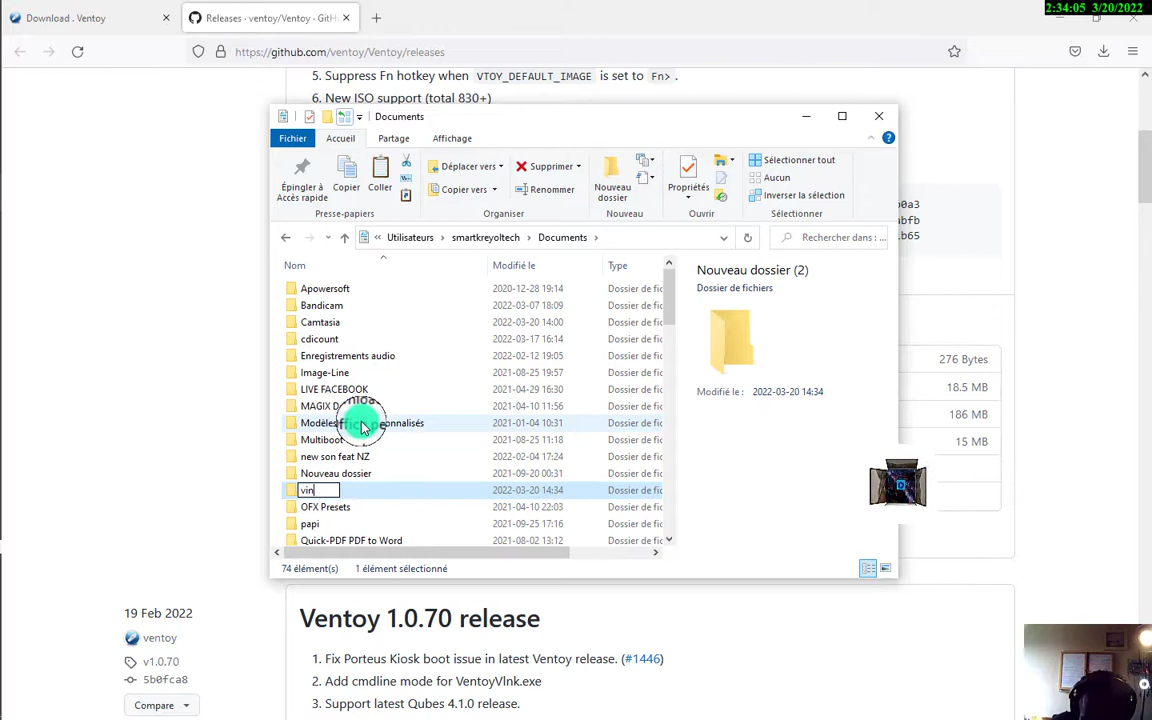 2:34:05 3/20/2022
Download . Ventoy
Releases · ventoy/Ventoy · GitH
https://github.com/ventoy/Ventoy/releases
5. Suppress Fn hotkey when VTOY_DEFAULT_IMAGE is set to Fn> .
6. New ISO support (total 830+)
Documents
Fichier Accueil Partage Affichage
Épingler à Accès rapide
Copier
Coller
Presse-papiers
Déplacer vers
Copier vers
Supprimer
Renommer
Organiser
Nouveau dossier
Nouveau
Propriétés
Ouvrir
Sélectionner tout
Aucun
Inverser la sélection
Sélectionner
« Utilisateurs > smartkreyoltech > Documents >
Rechercher dans : ...
Nom Modifié le Type
Apowersoft 2020-12-28 19:14 Dossier de fic
Bandicam 2022-03-07 18:09 Dossier de fic
Camtasia 2022-03-20 14:00 Dossier de fic
cdicount 2022-03-17 16:14 Dossier de fic
Enregistrements audio 2022-02-12 19:05 Dossier de fic
Image-Line 2021-08-25 19:57 Dossier de fic
LIVE FACEBOOK 2021-04-29 16:30 Dossier de fic
MAGIX D 2021-04-10 11:56 Dossier de fic
Modèles onnalisés 2021-01-04 10:31 Dossier de fic
Multiboot 2021-08-25 11:18 Dossier de fic
new son feat NZ 2022-02-04 17:24 Dossier de fic
Nouveau dossier 2021-09-20 00:31 Dossier de fic
vin 2022-03-20 14:34 Dossier de fic
OFX Presets 2021-04-10 22:03 Dossier de fic
papi 2021-09-25 17:16 Dossier de fic
Quick-PDF PDF to Word 2021-08-02 13:12 Dossier de fic
74 élément(s) 1 élément sélectionné
Nouveau dossier (2)
Dossier de fichiers
Modifié le : 2022-03-20 14:34
b0a3
abfb
1b65
276 Bytes
18.5 MB
186 MB
15 MB
19 Feb 2022
ventoy
v1.0.70
5b0fca8
Compare
Ventoy 1.0.70 release
1. Fix Porteus Kiosk boot issue in latest Ventoy release. (#1446)
2. Add cmdline mode for VentoyVlnk.exe
3. Support latest Qubes 4.1.0 release.